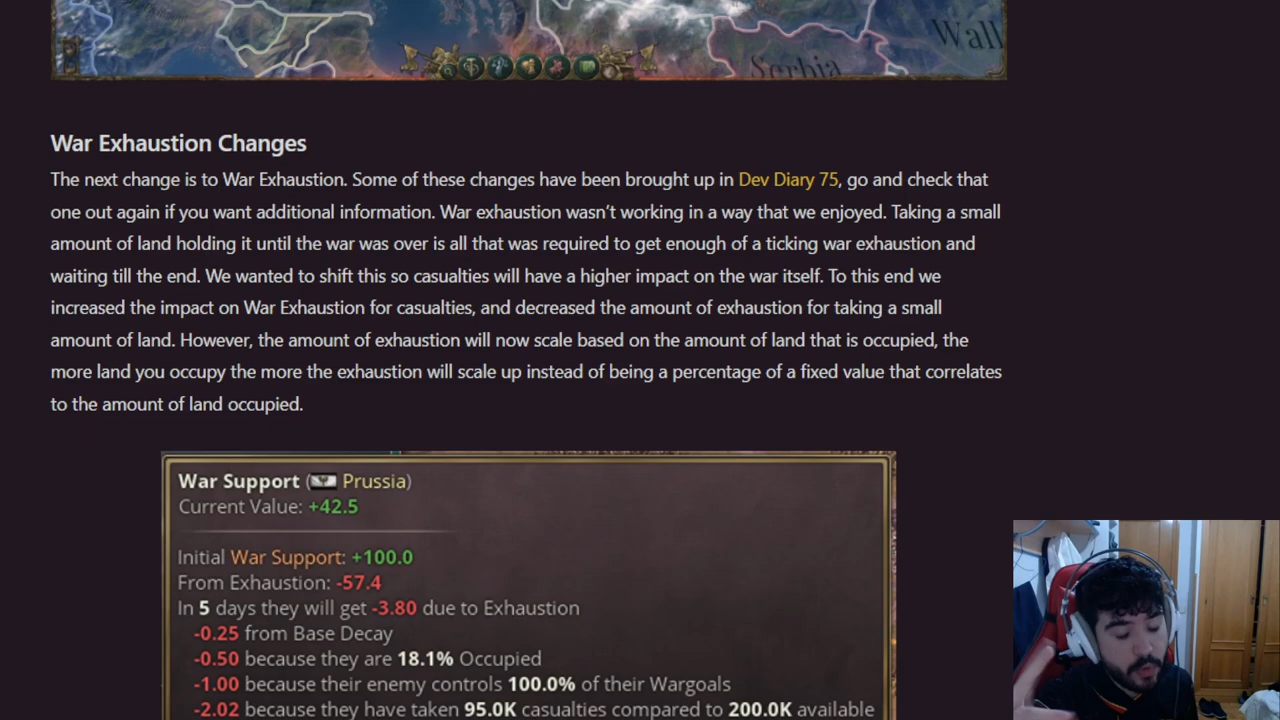 Wall
Serbia
War Exhaustion Changes
The next change is to War Exhaustion. Some of these changes have been brought up in Dev Diary 75, go and check that
one out again if you want additional information. War exhaustion wasn’t working in a way that we enjoyed. Taking a small
amount of land holding it until the war was over is all that was required to get enough of a ticking war exhaustion and
waiting till the end. We wanted to shift this so casualties will have a higher impact on the war itself. To this end we
increased the impact on War Exhaustion for casualties, and decreased the amount of exhaustion for taking a small
amount of land. However, the amount of exhaustion will now scale based on the amount of land that is occupied, the
more land you occupy the more the exhaustion will scale up instead of being a percentage of a fixed value that correlates
to the amount of land occupied.
War Support (Prussia)
Current Value: +42.5
Initial War Support: +100.0
From Exhaustion: -57.4
In 5 days they will get -3.80 due to Exhaustion
-0.25 from Base Decay
-0.50 because they are 18.1% Occupied
-1.00 because their enemy controls 100.0% of their Wargoals
-2.02 because they have taken 95.0K casualties compared to 200.0K available